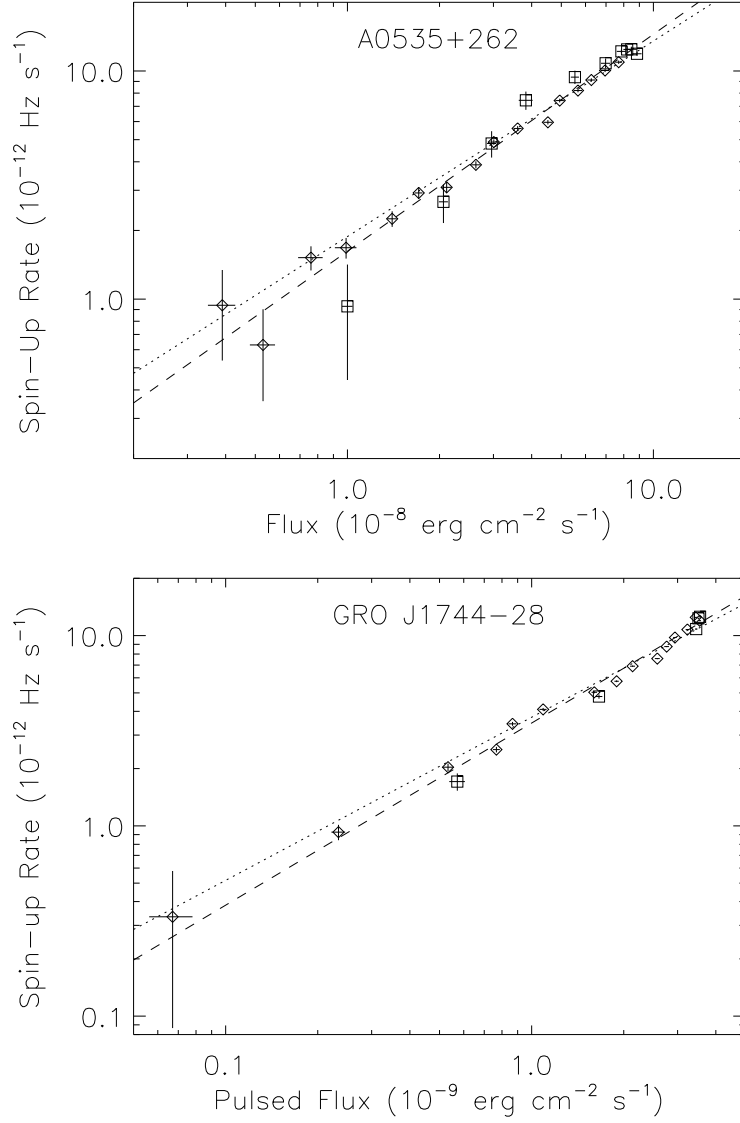 A0535+262
10.0
1.0
Spin−Up Rate (10⁻¹² Hz s⁻¹)
1.0 10.0
Flux (10⁻⁸ erg cm⁻² s⁻¹)
GRO J1744−28
10.0
1.0
0.1
Spin−up Rate (10⁻¹² Hz s⁻¹)
0.1 1.0
Pulsed Flux (10⁻⁹ erg cm⁻² s⁻¹)